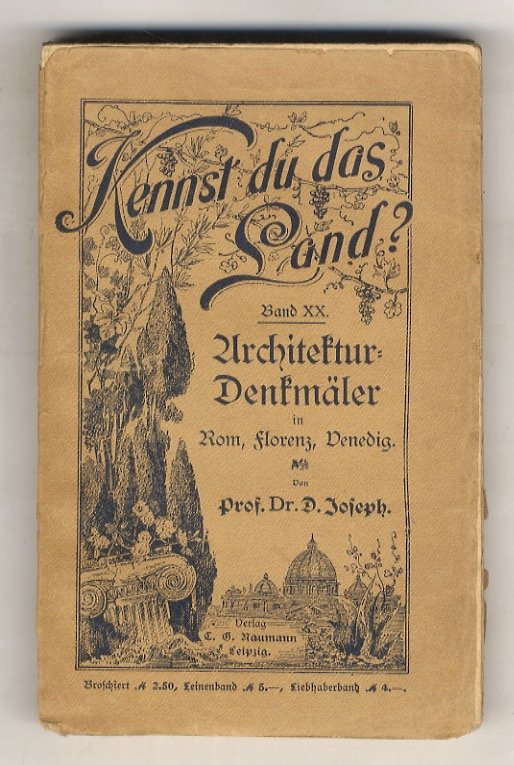 Kennst du das
Land?
Band XX.
Architektur=
Denkmäler
in
Rom, Florenz, Venedig.
Von
Prof. Dr. D. Joseph.
Verlag
C. G. Naumann
Leipzig.
Broschiert ℳ 2.50, Leinenband ℳ 3.—, Liebhaberband ℳ 4.—.